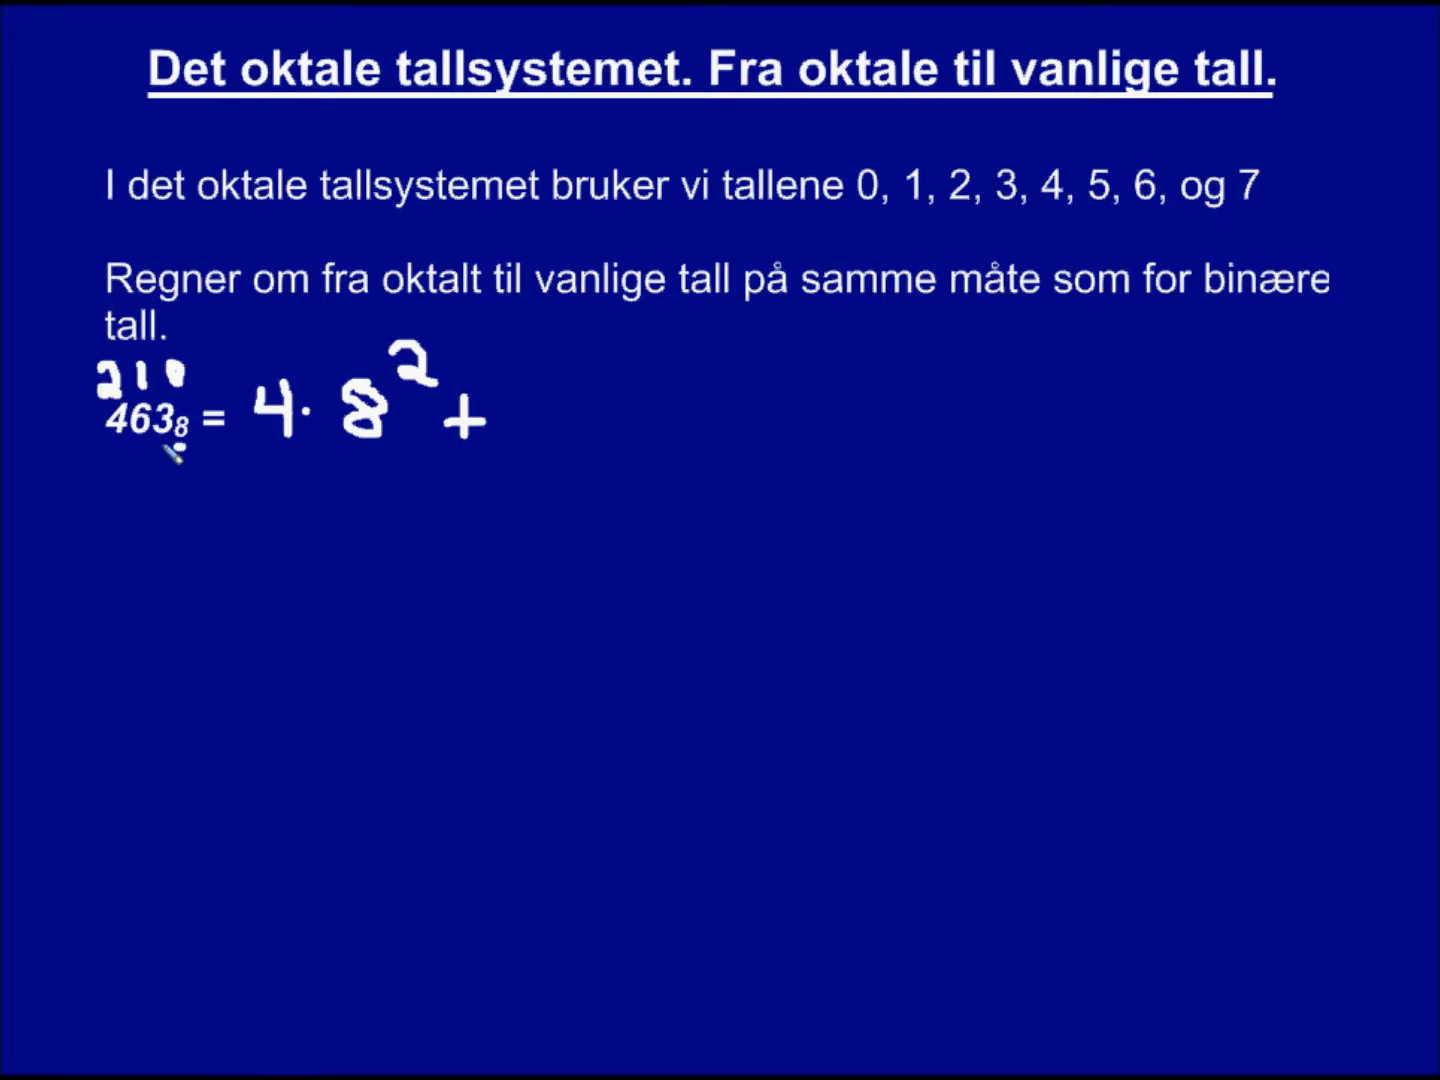 Det oktale tallsystemet. Fra oktale til vanlige tall.
I det oktale tallsystemet bruker vi tallene 0, 1, 2, 3, 4, 5, 6, og 7
Regner om fra oktalt til vanlige tall på samme måte som for binære
tall.
2 1 0
463₈ = 4 · 8² +